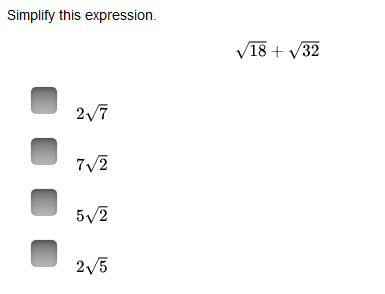 Simplify this expression.
√18 + √32
2√7
7√2
5√2
2√5